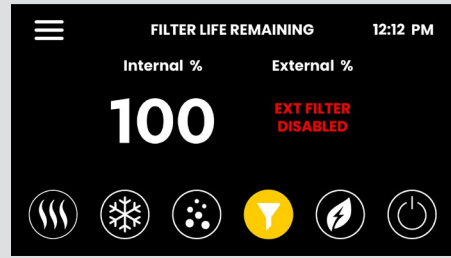 FILTER LIFE REMAINING 12:12 PM
Internal % External %
100 EXT FILTER
DISABLED